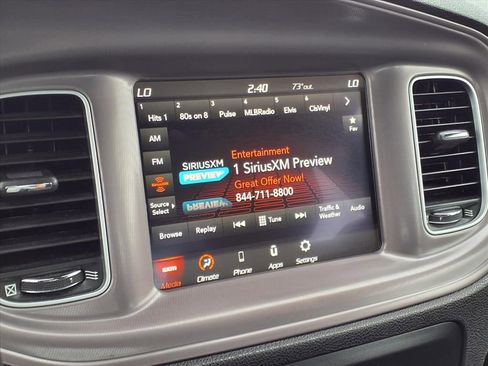 LO 2:40 73°out. LO
1 2 3 4 5 6
Hits 1 80s on 8 Pulse MLBRadio Elvis ClsVinyl
AM
Fav
FM
Entertainment
SIRIUSXM 1 SiriusXM Preview
PREVIEW Great Offer Now!
SiriusXM 844-711-8800
PREVIEW
Source Select
Browse Replay Tune Traffic & Weather Audio
Media Climate Phone Apps Settings